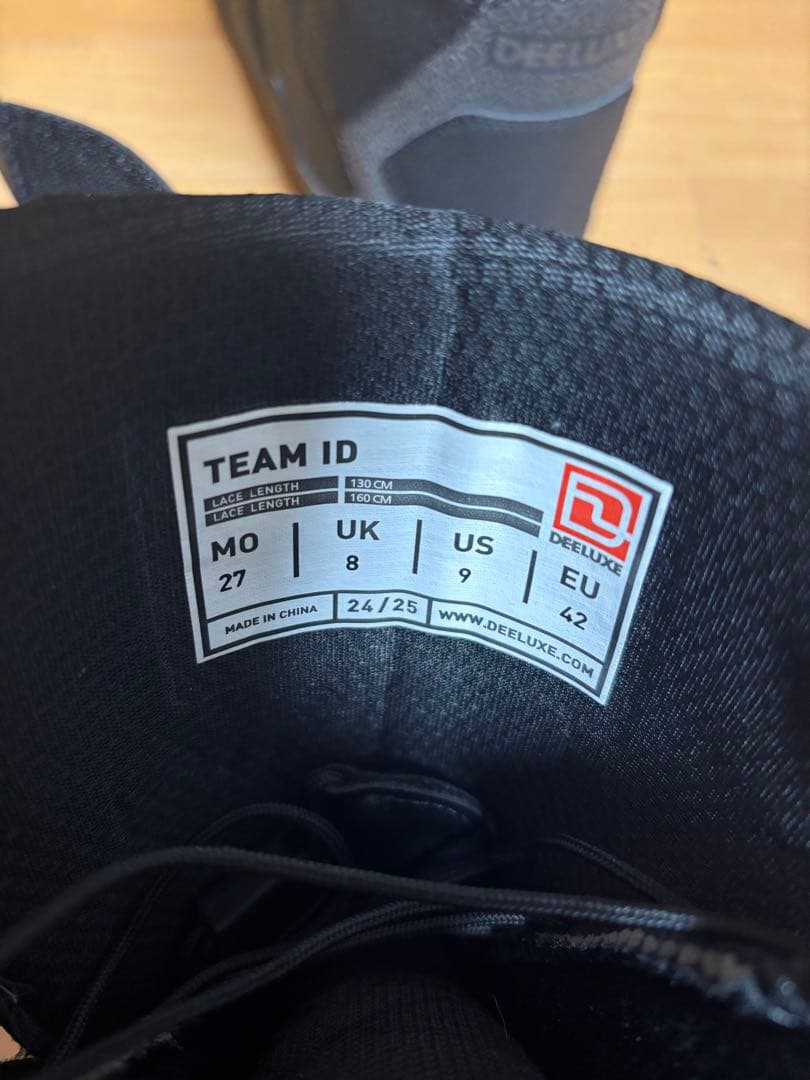 DEELUXE
TEAM ID
LACE LENGTH 130 CM
LACE LENGTH 160 CM
MO UK US EU
27 8 9 42
DEELUXE
MADE IN CHINA 24/25 WWW.DEELUXE.COM